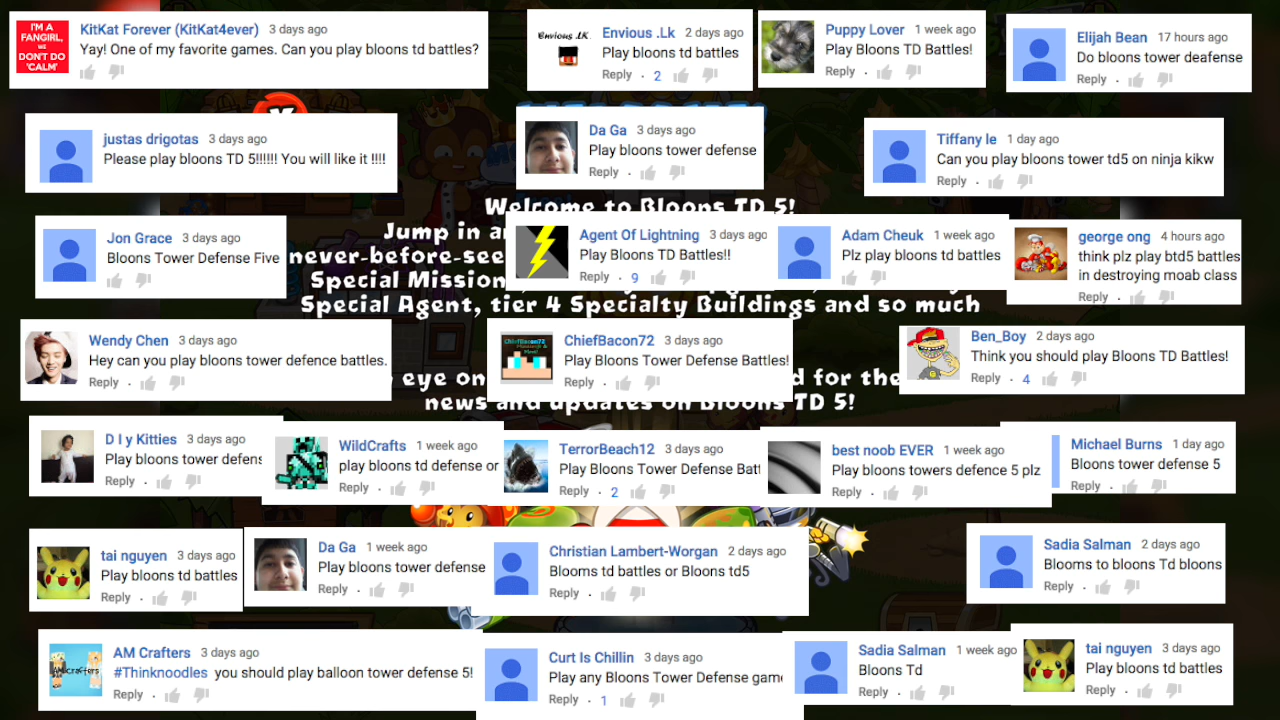 I'M A
FANGIRL,
WE
DON'T DO
'CALM'
KitKat Forever (KitKat4ever) 3 days ago
Yay! One of my favorite games. Can you play bloons td battles?
Envious .LK
Envious .Lk 2 days ago
Play bloons td battles
Reply · 2
Puppy Lover 1 week ago
Play Bloons TD Battles!
Reply ·
Elijah Bean 17 hours ago
Do bloons tower deafense
Reply ·
justas drigotas 3 days ago
Please play bloons TD 5!!!!!! You will like it !!!!
Da Ga 3 days ago
Play bloons tower defense
Reply ·
Tiffany le 1 day ago
Can you play bloons tower td5 on ninja kikw
Reply ·
Welcome to Bloons TD 5!
Jump in
never-before-see
Special Mission
Special Agent, tier 4 Specialty Buildings and so much
Jon Grace 3 days ago
Bloons Tower Defense Five
Agent Of Lightning 3 days ago
Play Bloons TD Battles!!
Reply · 9
Adam Cheuk 1 week ago
Plz play bloons td battles
george ong 4 hours ago
think plz play btd5 battles
in destroying moab class
Reply ·
Wendy Chen 3 days ago
Hey can you play bloons tower defence battles.
Reply ·
ChiefBacon72
ChiefBacon72 3 days ago
Play Bloons Tower Defense Battles!
Reply ·
Ben_Boy 2 days ago
Think you should play Bloons TD Battles!
Reply · 4
eye on
d for the
news and updates on Bloons TD 5!
D I y Kitties 3 days ago
Play bloons tower defens
Reply ·
WildCrafts 1 week ago
play bloons td defense or
Reply ·
TerrorBeach12 3 days ago
Play Bloons Tower Defense Batt
Reply · 2
best noob EVER 1 week ago
Play bloons towers defence 5 plz
Reply ·
Michael Burns 1 day ago
Bloons tower defense 5
Reply ·
tai nguyen 3 days ago
Play bloons td battles
Reply ·
Da Ga 1 week ago
Play bloons tower defense
Reply ·
Christian Lambert-Worgan 2 days ago
Blooms td battles or Bloons td5
Reply ·
Sadia Salman 2 days ago
Blooms to bloons Td bloons
Reply ·
AMCrafters
AM Crafters 3 days ago
#Thinknoodles you should play balloon tower defense 5!
Reply ·
Curt Is Chillin 3 days ago
Play any Bloons Tower Defense game
Reply · 1
Sadia Salman 1 week ago
Bloons Td
Reply ·
tai nguyen 3 days ago
Play bloons td battles
Reply ·